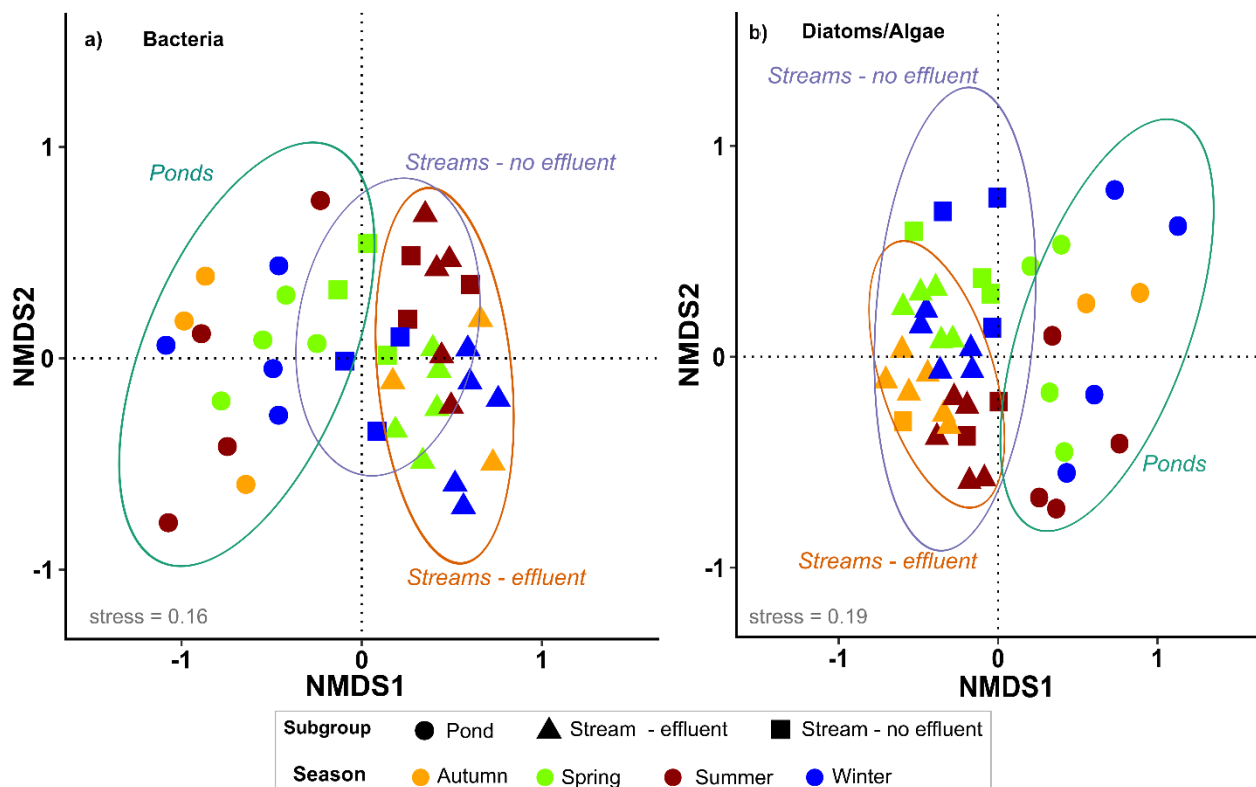 a) Bacteria
Ponds
Streams - no effluent
Streams - effluent
stress = 0.16
NMDS2
1
0
-1
-1 0 1
NMDS1
b) Diatoms/Algae
Streams - no effluent
Streams - effluent
Ponds
stress = 0.19
NMDS2
1
0
-1
-1 0 1
NMDS1
Subgroup Pond Stream - effluent Stream - no effluent
Season Autumn Spring Summer Winter